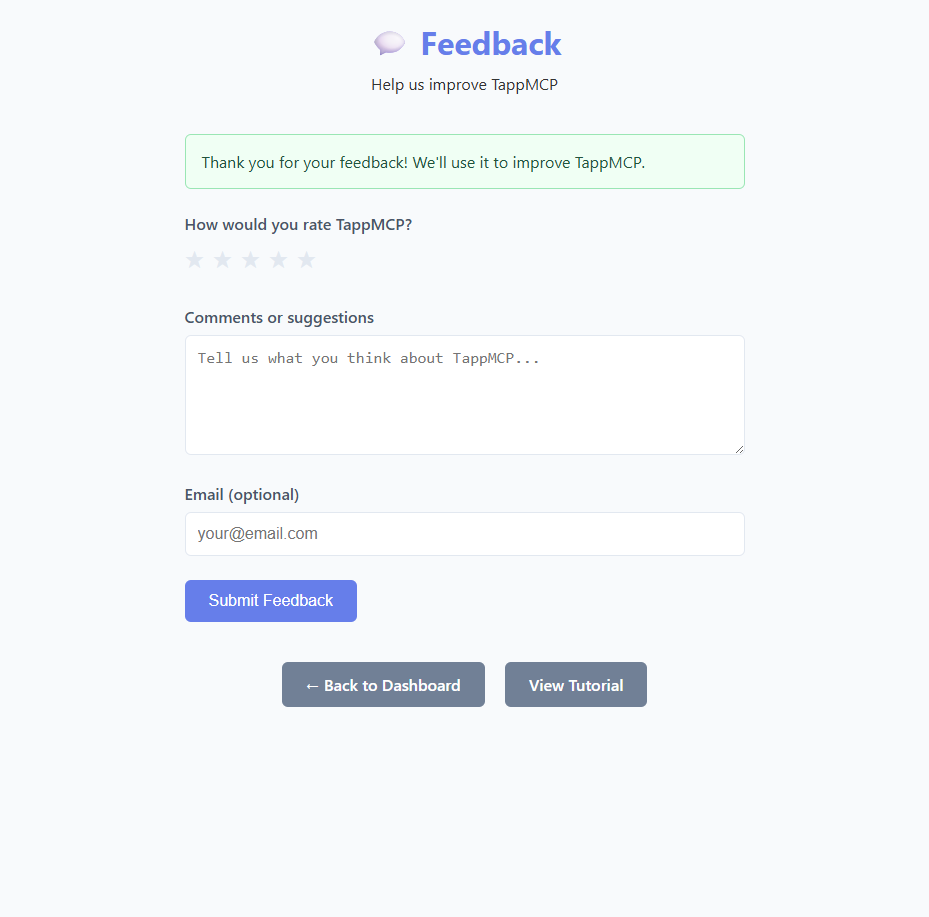 Feedback
Help us improve TappMCP
Thank you for your feedback! We'll use it to improve TappMCP.
How would you rate TappMCP?
★ ★ ★ ★ ★
Comments or suggestions
Tell us what you think about TappMCP...
Email (optional)
your@email.com
Submit Feedback
← Back to Dashboard
View Tutorial